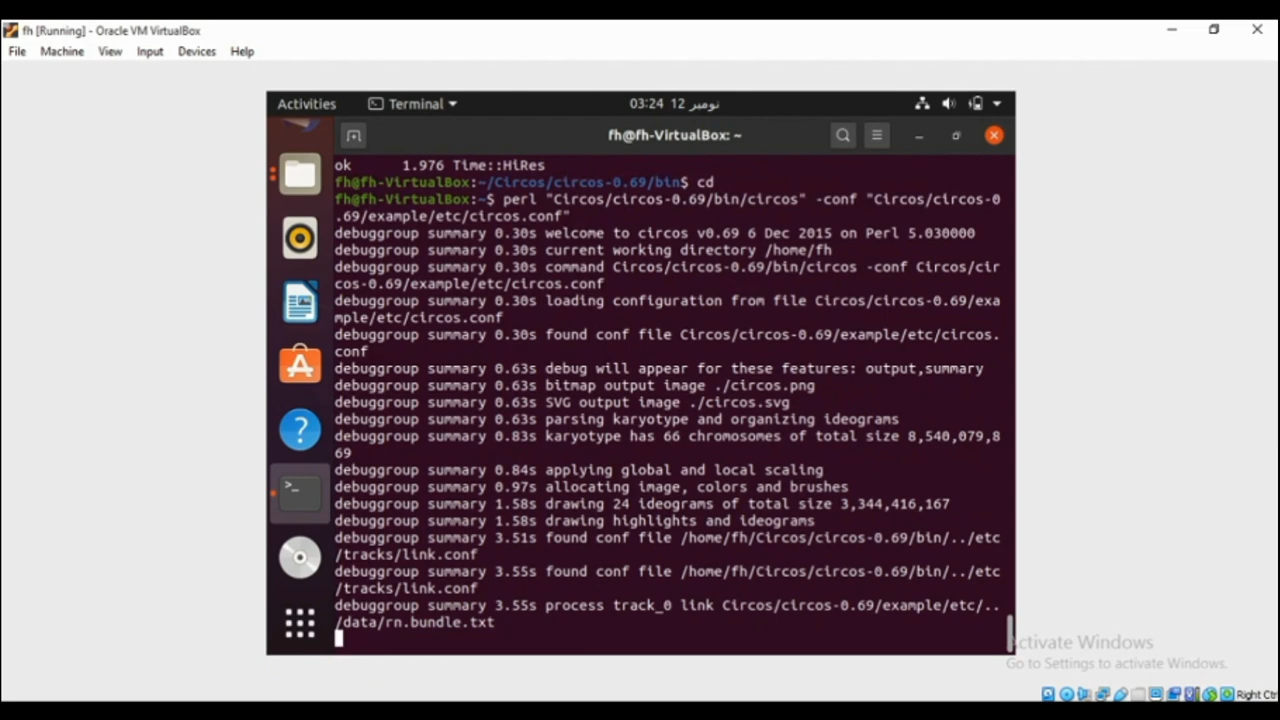 fh [Running] - Oracle VM VirtualBox
File Machine View Input Devices Help
Activities Terminal 03:24 12 نومبر
fh@fh-VirtualBox: ~
ok 1.976 Time::HiRes
fh@fh-VirtualBox:~/Circos/circos-0.69/bin$ cd
fh@fh-VirtualBox:~$ perl "Circos/circos-0.69/bin/circos" -conf "Circos/circos-0
.69/example/etc/circos.conf"
debuggroup summary 0.30s welcome to circos v0.69 6 Dec 2015 on Perl 5.030000
debuggroup summary 0.30s current working directory /home/fh
debuggroup summary 0.30s command Circos/circos-0.69/bin/circos -conf Circos/cir
cos-0.69/example/etc/circos.conf
debuggroup summary 0.30s loading configuration from file Circos/circos-0.69/exa
mple/etc/circos.conf
debuggroup summary 0.30s found conf file Circos/circos-0.69/example/etc/circos.
conf
debuggroup summary 0.63s debug will appear for these features: output,summary
debuggroup summary 0.63s bitmap output image ./circos.png
debuggroup summary 0.63s SVG output image ./circos.svg
debuggroup summary 0.63s parsing karyotype and organizing ideograms
debuggroup summary 0.83s karyotype has 66 chromosomes of total size 8,540,079,8
69
debuggroup summary 0.84s applying global and local scaling
debuggroup summary 0.97s allocating image, colors and brushes
debuggroup summary 1.58s drawing 24 ideograms of total size 3,344,416,167
debuggroup summary 1.58s drawing highlights and ideograms
debuggroup summary 3.51s found conf file /home/fh/Circos/circos-0.69/bin/../etc
/tracks/link.conf
debuggroup summary 3.55s found conf file /home/fh/Circos/circos-0.69/bin/../etc
/tracks/link.conf
debuggroup summary 3.55s process track_0 link Circos/circos-0.69/example/etc/..
/data/rn.bundle.txt
Activate Windows
Go to Settings to activate Windows.
Right Ctr